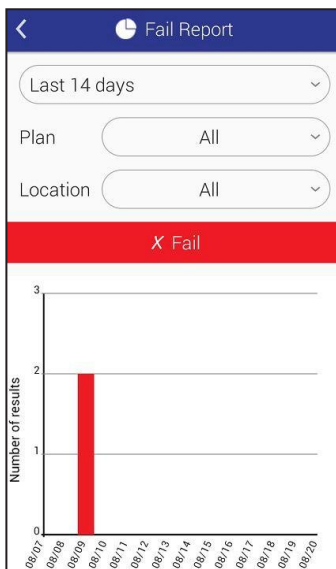 Fail Report
Last 14 days
Plan All
Location All
X Fail
3
2
1
0
Number of results
08/07 08/08 08/09 08/10 08/11 08/12 08/13 08/14 08/15 08/16 08/17 08/18 08/19 08/20